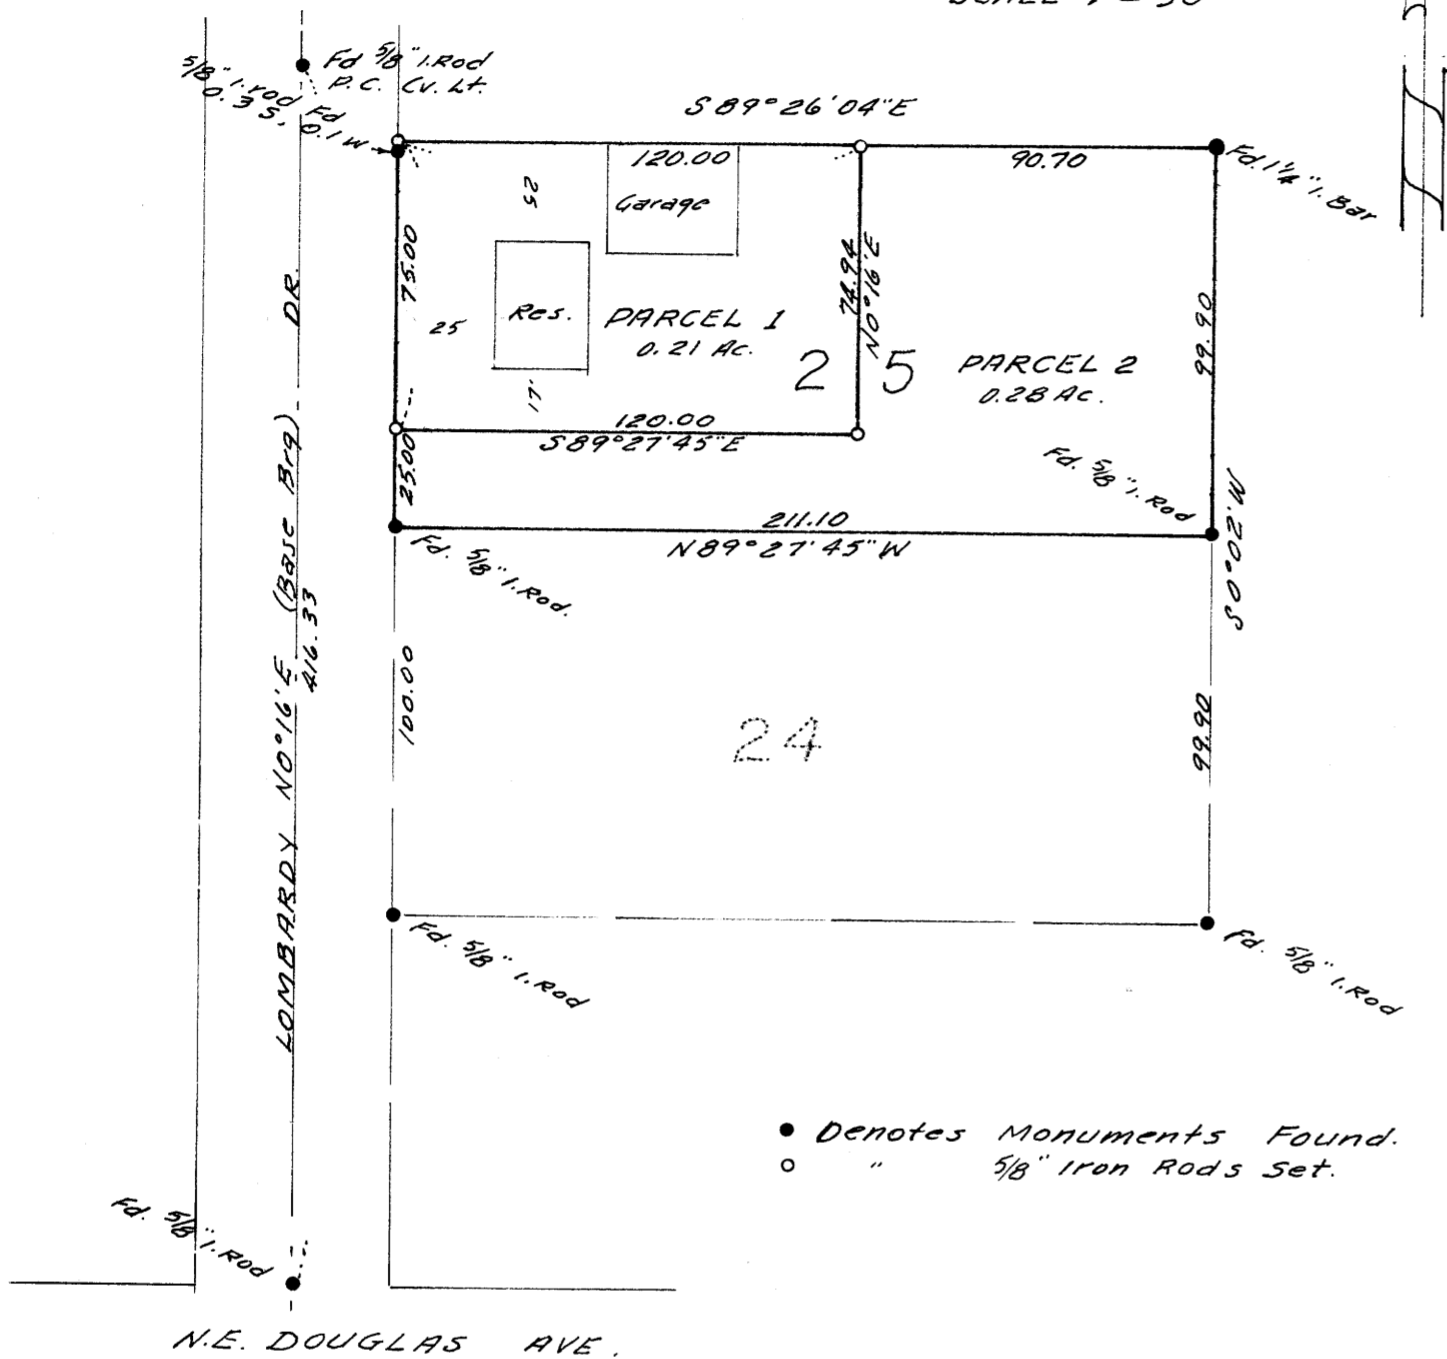 Fd 5/8" I.Rod
P.C. Cv. Lt.
5/8" I.rod Fd
0.3 S, 0.1 W
S 89° 26' 04" E
120.00
90.70
Fd. 1 1/4" I. Bar
25
Garage
75.00
74.94
N0°16'E
99.90
Res.
25
PARCEL 1
0.21 Ac.
2 5
PARCEL 2
0.28 Ac.
17
120.00
S89°27'45"E
25.00
Fd. 5/8" I.Rod
211.10
N89°27'45"W
S0°02'W
Fd. 5/8" I.Rod.
LOMBARDY N0°16'E (Base Brg) DR.
416.33
100.00
24
99.90
Fd. 5/8" I.Rod
Fd. 5/8" I.Rod
● Denotes Monuments Found.
○ " 5/8" Iron Rods Set.
Fd. 5/8" I.Rod
N.E. DOUGLAS AVE.